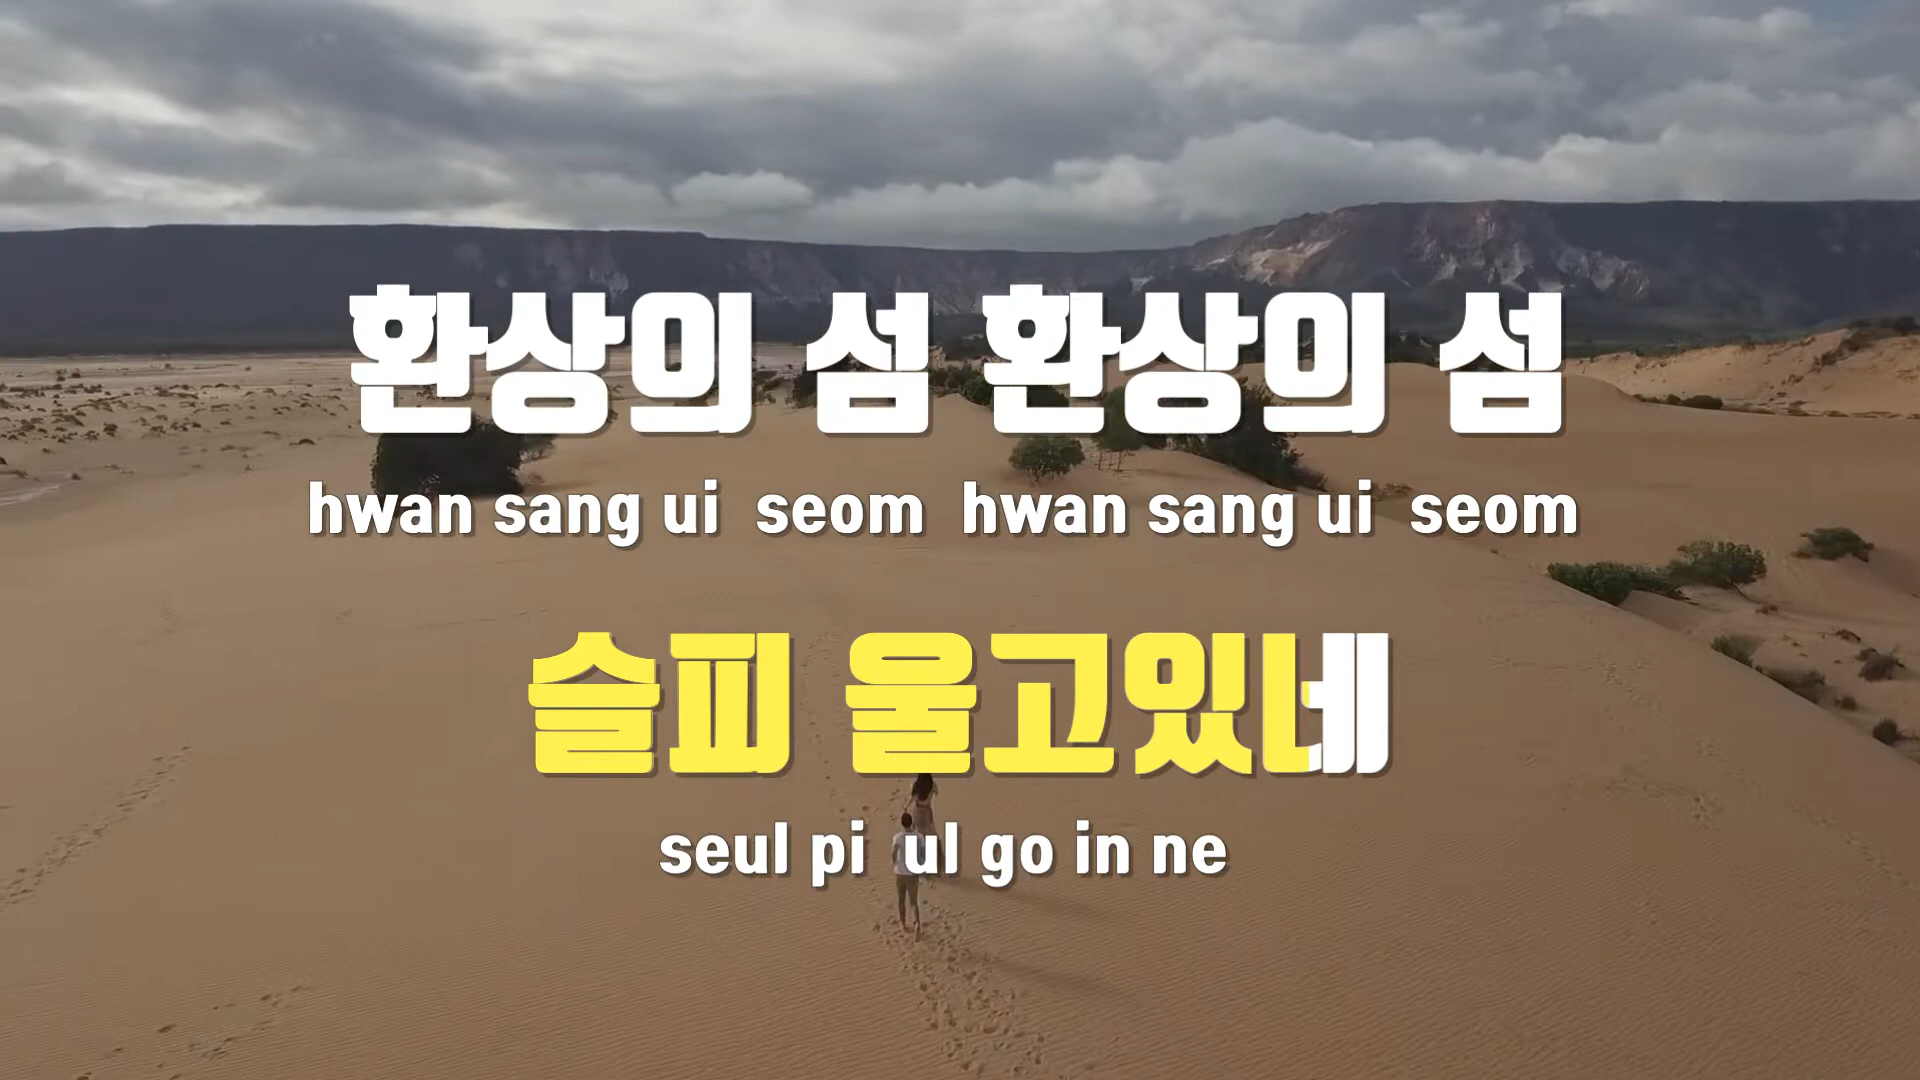 환상의 섬 환상의 섬
hwan sang ui seom hwan sang ui seom
슬피 울고있네
seul pi ul go in ne